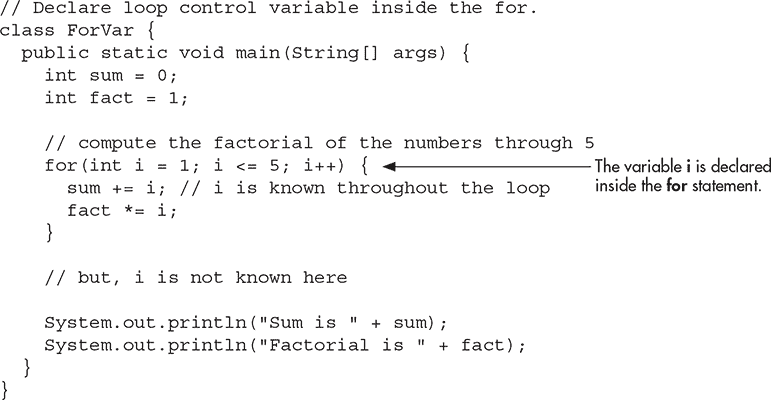 // Declare loop control variable inside the for.
class ForVar {
  public static void main(String[] args) {
    int sum = 0;
    int fact = 1;

    // compute the factorial of the numbers through 5
    for(int i = 1; i <= 5; i++) {
      sum += i; // i is known throughout the loop
      fact *= i;
    }

    // but, i is not known here

    System.out.println("Sum is " + sum);
    System.out.println("Factorial is " + fact);
  }
}
The variable i is declared
inside the for statement.